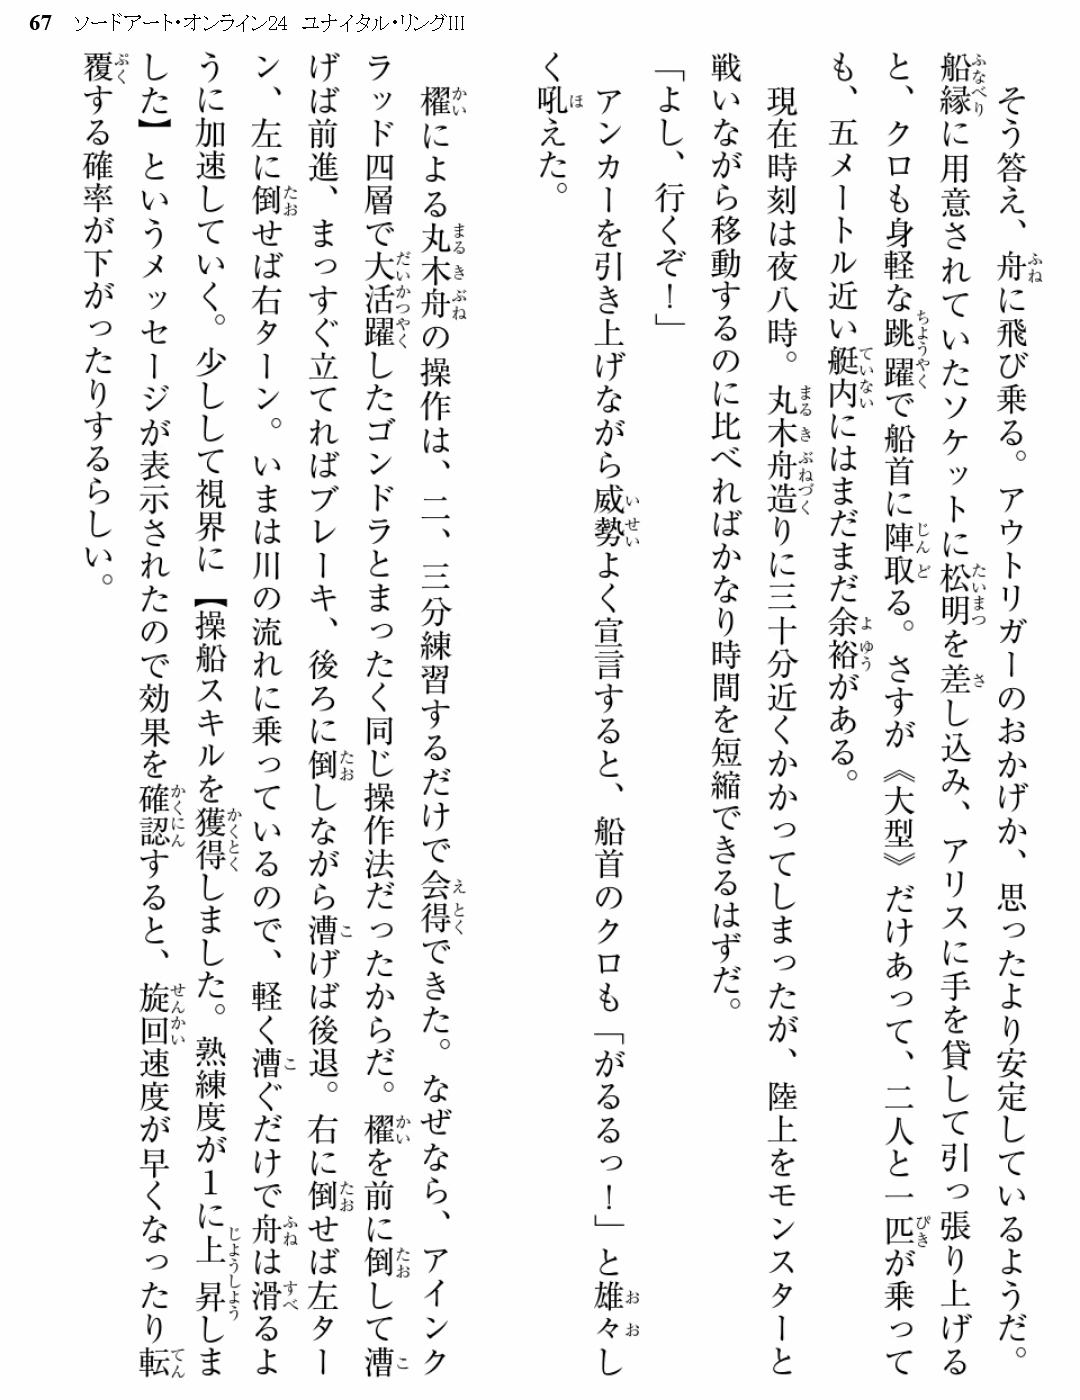 67 ソードアート・オンライン24 ユナイタル・リングIII
そう答え、舟に飛び乗る。アウトリガーのおかげか、思ったより安定しているようだ。
船縁に用意されていたソケットに松明を差し込み、アリスに手を貸して引っ張り上げる
と、クロも身軽な跳躍で船首に陣取る。さすが《大型》だけあって、二人と一匹が乗って
も、五メートル近い艇内にはまだまだ余裕がある。
現在時刻は夜八時。丸木舟造りに三十分近くかかってしまったが、陸上をモンスターと
戦いながら移動するのに比べればかなり時間を短縮できるはずだ。
「よし、行くぞ！」
アンカーを引き上げながら威勢よく宣言すると、船首のクロも「がるるっ！」と雄々し
く吼えた。
櫂による丸木舟の操作は、二、三分練習するだけで会得できた。なぜなら、アインク
ラッド四層で大活躍したゴンドラとまったく同じ操作法だったからだ。櫂を前に倒して漕
げば前進、まっすぐ立てればブレーキ、後ろに倒しながら漕げば後退。右に倒せば左ター
ン、左に倒せば右ターン。いまは川の流れに乗っているので、軽く漕ぐだけで舟は滑るよ
うに加速していく。少しして視界に【操船スキルを獲得しました。熟練度が1に上昇しま
した】というメッセージが表示されたので効果を確認すると、旋回速度が早くなったり転
覆する確率が下がったりするらしい。